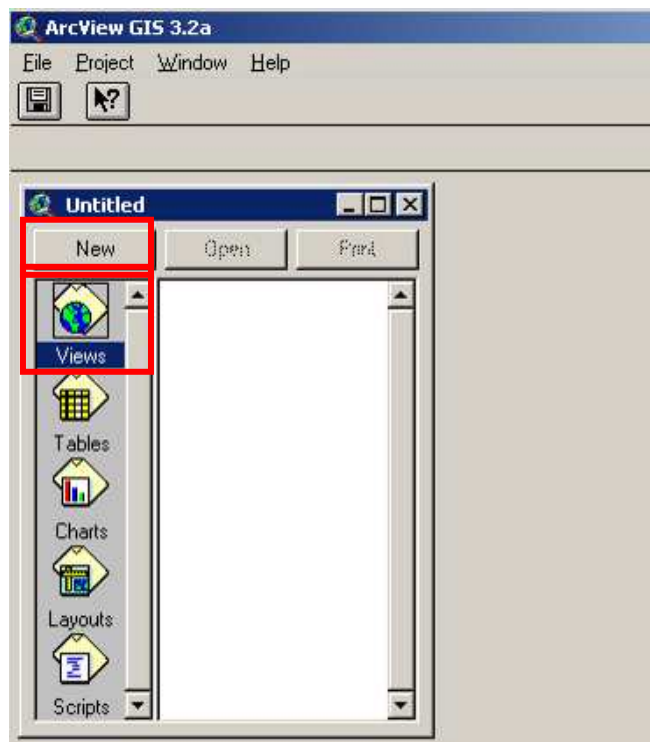 ArcView GIS 3.2a
File Project Window Help
Untitled
New Open Print
Views
Tables
Charts
Layouts
Scripts